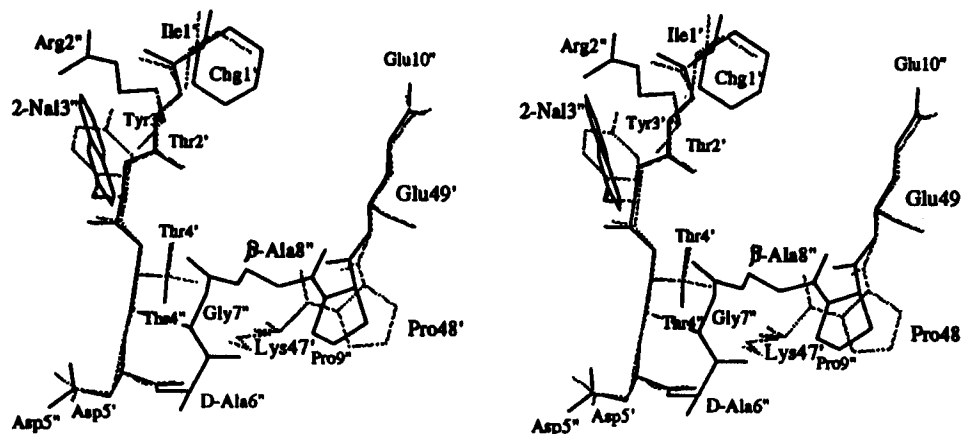 Ile1'
Arg2"
Chg1'
Glu10"
2-Nal3"
Tyr3'
Thr2'
Glu49'
Thr4'
β-Ala8"
Thr4"
Gly7"
Lys47'
Pro9"
Pro48'
Asp5"
Asp5'
D-Ala6"
Ile1'
Arg2"
Chg1'
Glu10"
2-Nal3"
Tyr3'
Thr2'
Glu49
Thr4'
β-Ala8"
Thr4"
Gly7"
Lys47'
Pro9"
Pro48
Asp5"
Asp5'
D-Ala6"